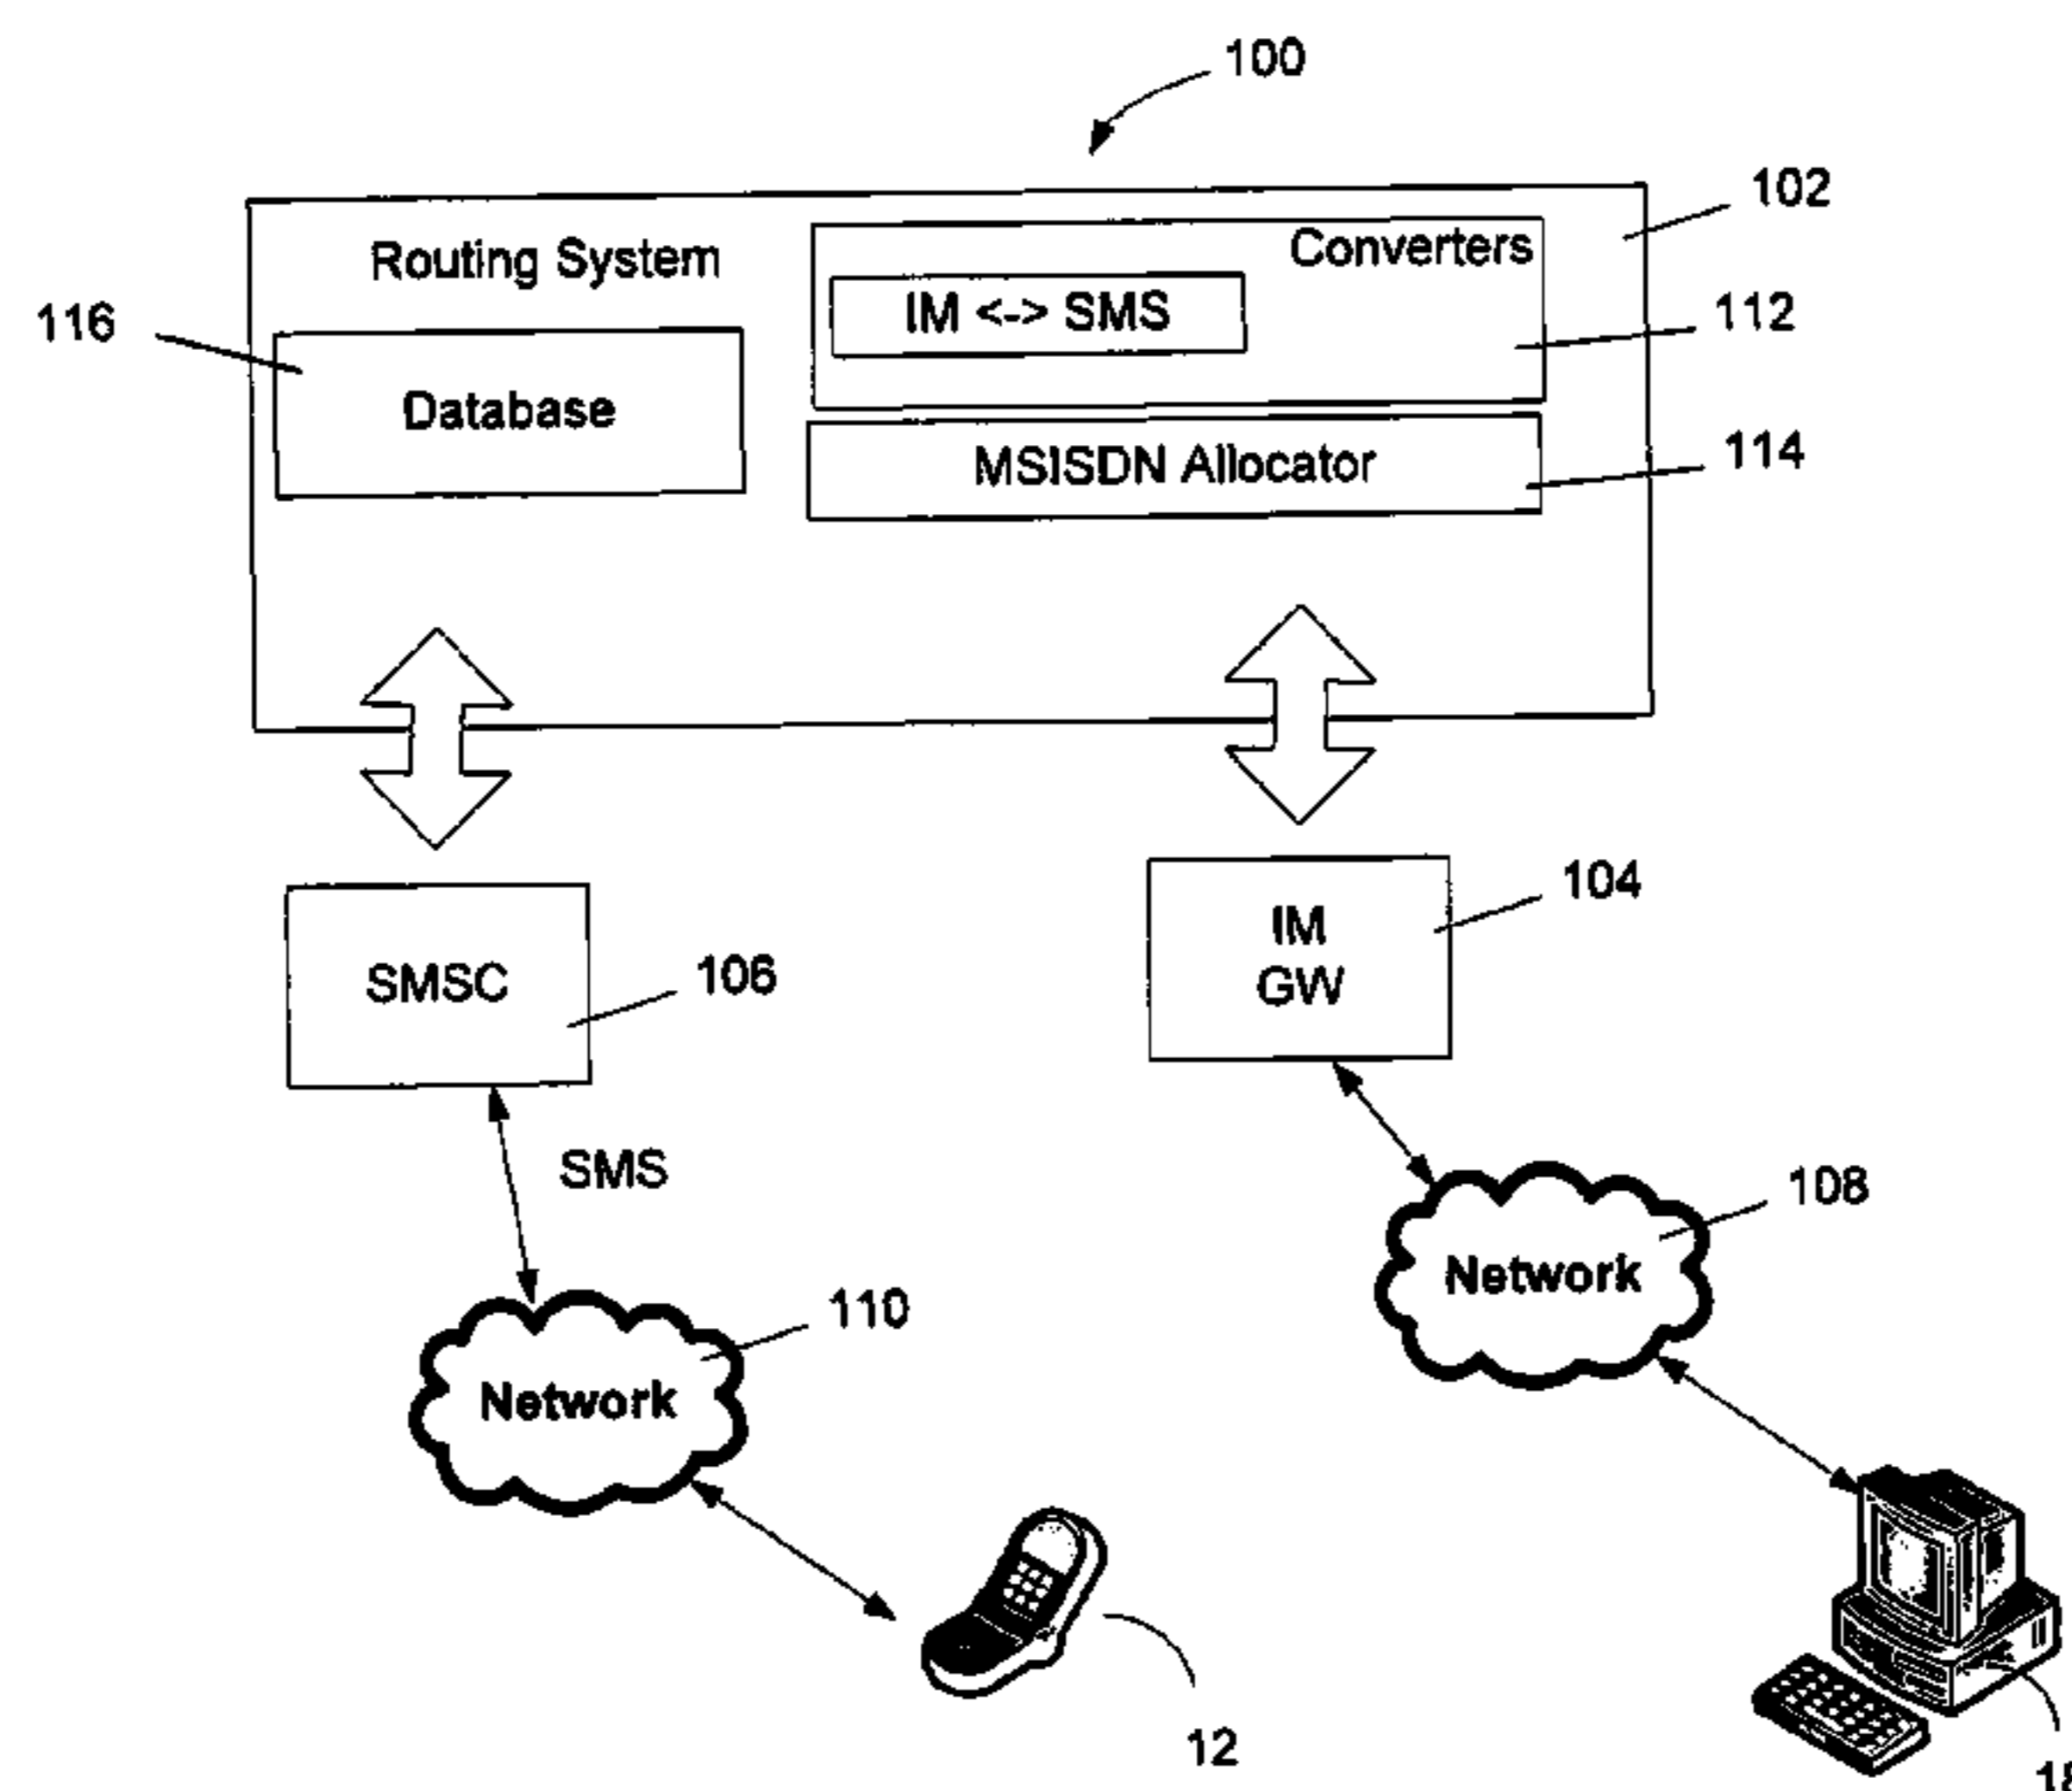 100
102
Routing System
Converters
IM <-> SMS
112
116
Database
MSISDN Allocator
114
104
IM
GW
SMSC
106
SMS
108
Network
110
Network
12